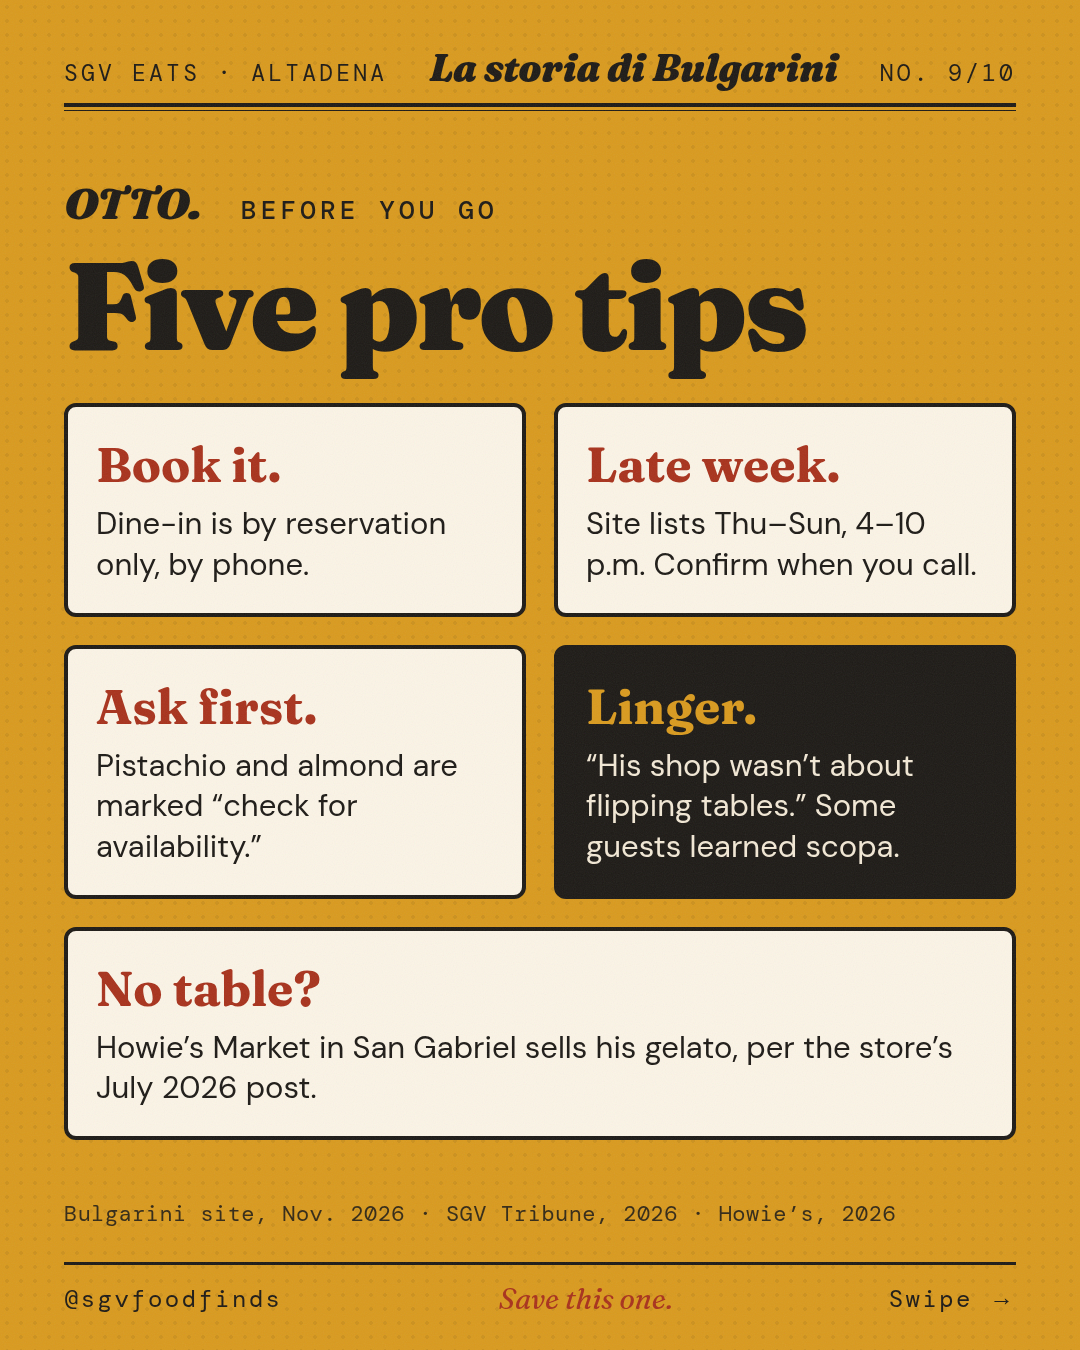 SGV EATS · ALTADENA La storia di Bulgarini NO. 9/10
OTTO. BEFORE YOU GO
Five pro tips
Book it.
Dine-in is by reservation
only, by phone.
Late week.
Site lists Thu–Sun, 4–10
p.m. Confirm when you call.
Ask first.
Pistachio and almond are
marked “check for
availability.”
Linger.
“His shop wasn’t about
flipping tables.” Some
guests learned scopa.
No table?
Howie’s Market in San Gabriel sells his gelato, per the store’s
July 2026 post.
Bulgarini site, Nov. 2026 · SGV Tribune, 2026 · Howie’s, 2026
@sgvfoodfinds Save this one. Swipe →